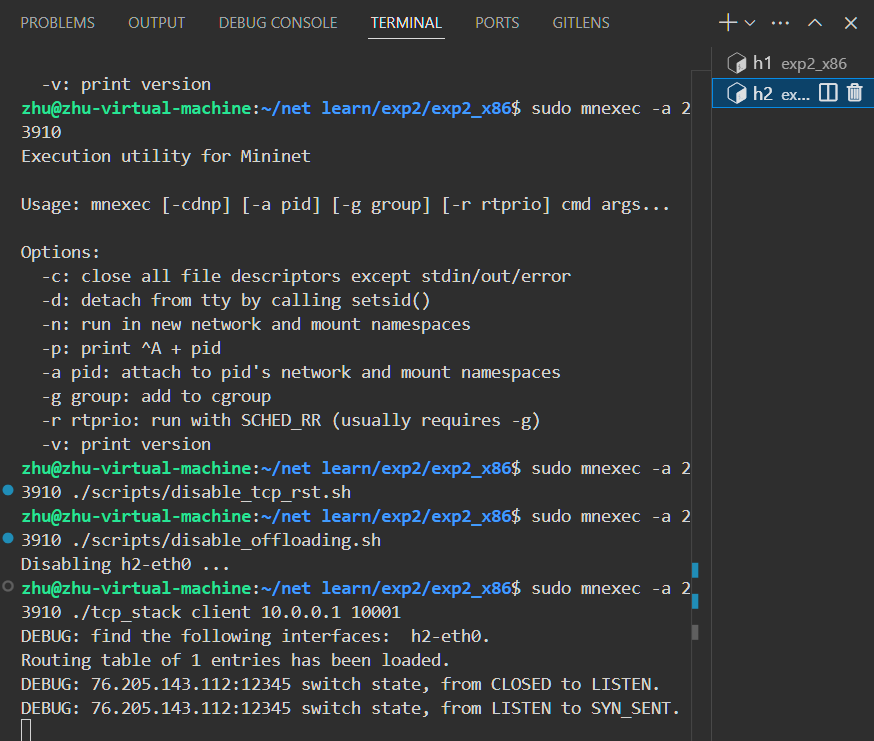 PROBLEMS OUTPUT DEBUG CONSOLE TERMINAL PORTS GITLENS
h1 exp2_x86
h2 ex...
-v: print version
zhu@zhu-virtual-machine:~/net learn/exp2/exp2_x86$ sudo mnexec -a 2
3910
Execution utility for Mininet
Usage: mnexec [-cdnp] [-a pid] [-g group] [-r rtprio] cmd args...
Options:
-c: close all file descriptors except stdin/out/error
-d: detach from tty by calling setsid()
-n: run in new network and mount namespaces
-p: print ^A + pid
-a pid: attach to pid's network and mount namespaces
-g group: add to cgroup
-r rtprio: run with SCHED_RR (usually requires -g)
-v: print version
zhu@zhu-virtual-machine:~/net learn/exp2/exp2_x86$ sudo mnexec -a 2
3910 ./scripts/disable_tcp_rst.sh
zhu@zhu-virtual-machine:~/net learn/exp2/exp2_x86$ sudo mnexec -a 2
3910 ./scripts/disable_offloading.sh
Disabling h2-eth0 ...
zhu@zhu-virtual-machine:~/net learn/exp2/exp2_x86$ sudo mnexec -a 2
3910 ./tcp_stack client 10.0.0.1 10001
DEBUG: find the following interfaces:  h2-eth0.
Routing table of 1 entries has been loaded.
DEBUG: 76.205.143.112:12345 switch state, from CLOSED to LISTEN.
DEBUG: 76.205.143.112:12345 switch state, from LISTEN to SYN_SENT.